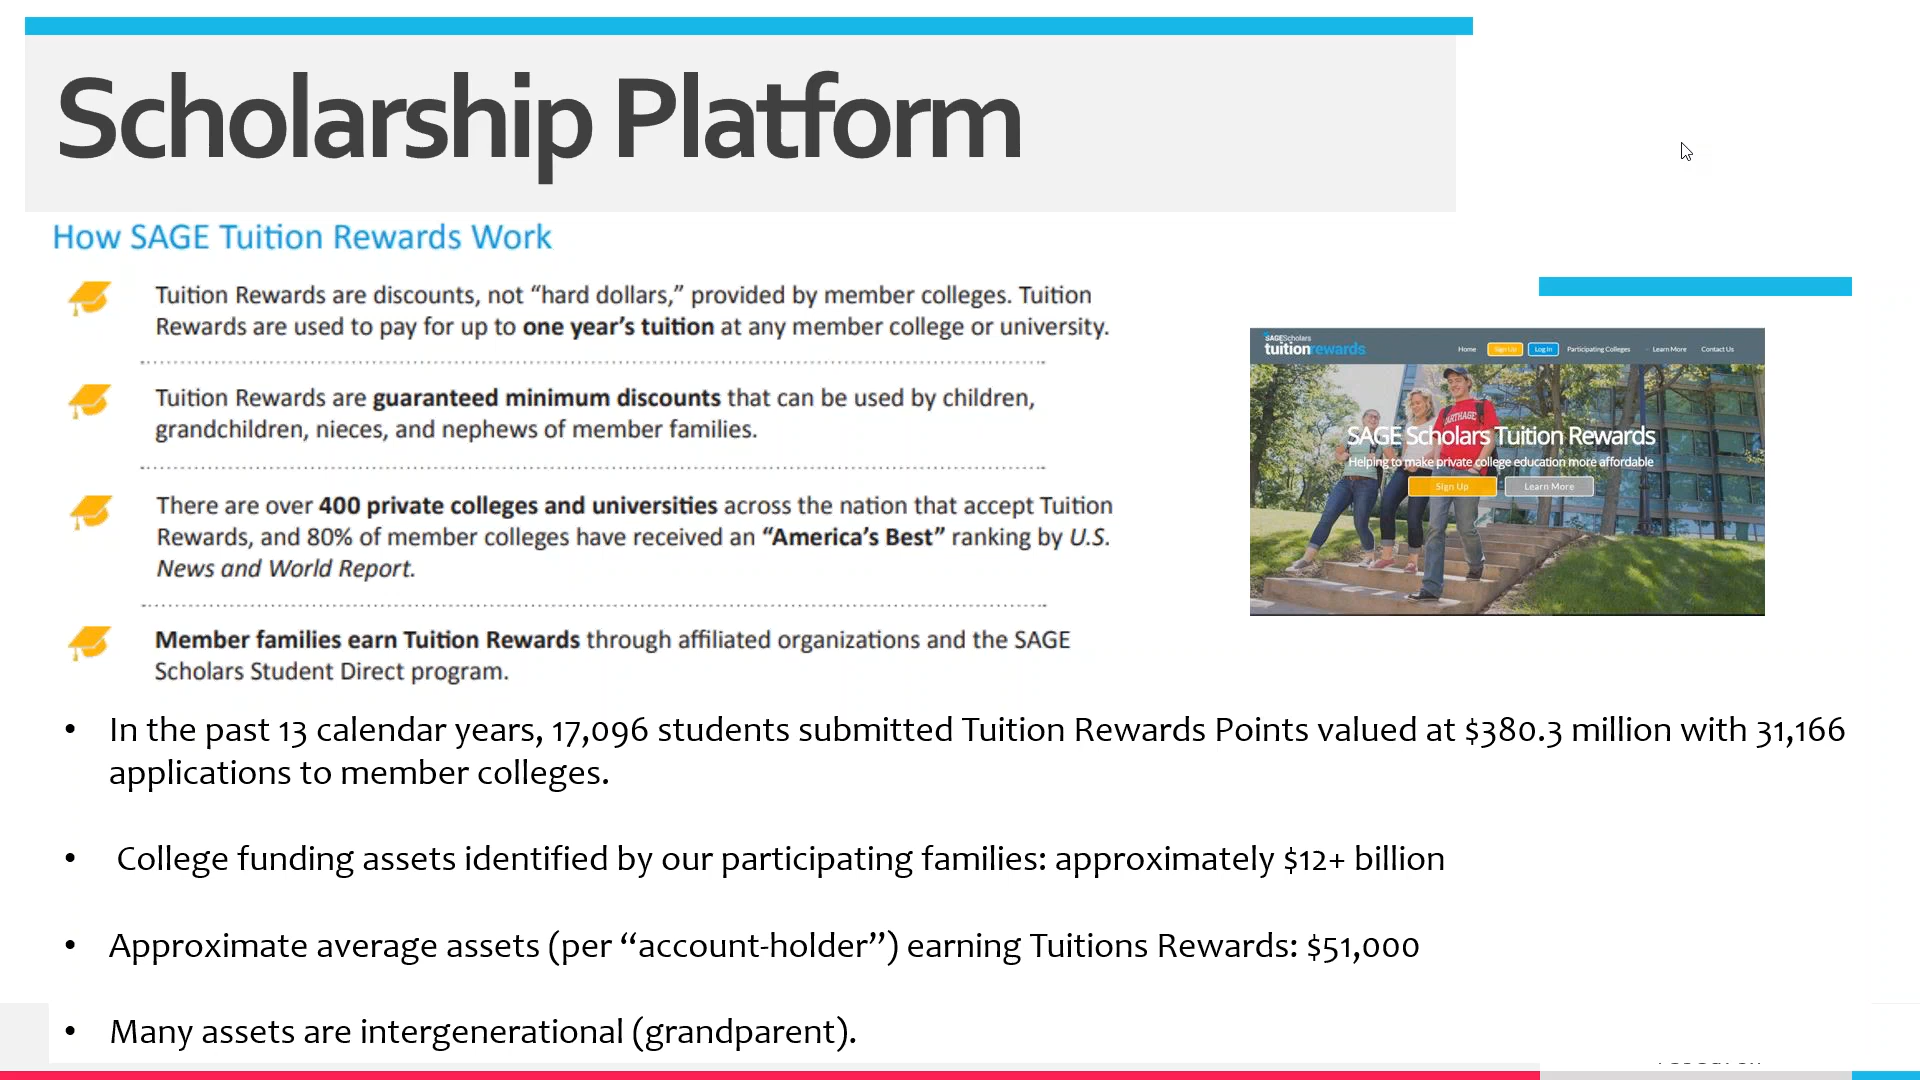 Scholarship Platform
How SAGE Tuition Rewards Work
Tuition Rewards are discounts, not “hard dollars,” provided by member colleges. Tuition
Rewards are used to pay for up to one year’s tuition at any member college or university.
Tuition Rewards are guaranteed minimum discounts that can be used by children,
grandchildren, nieces, and nephews of member families.
There are over 400 private colleges and universities across the nation that accept Tuition
Rewards, and 80% of member colleges have received an “America’s Best” ranking by U.S.
News and World Report.
Member families earn Tuition Rewards through affiliated organizations and the SAGE
Scholars Student Direct program.
SAGEScholars
tuitionrewards
Home Sign Up Log In Participating Colleges Learn More Contact Us
CARTHAGE
SAGE Scholars Tuition Rewards
Helping to make private college education more affordable
Sign Up Learn More
• In the past 13 calendar years, 17,096 students submitted Tuition Rewards Points valued at $380.3 million with 31,166
applications to member colleges.
• College funding assets identified by our participating families: approximately $12+ billion
• Approximate average assets (per “account-holder”) earning Tuitions Rewards: $51,000
• Many assets are intergenerational (grandparent).